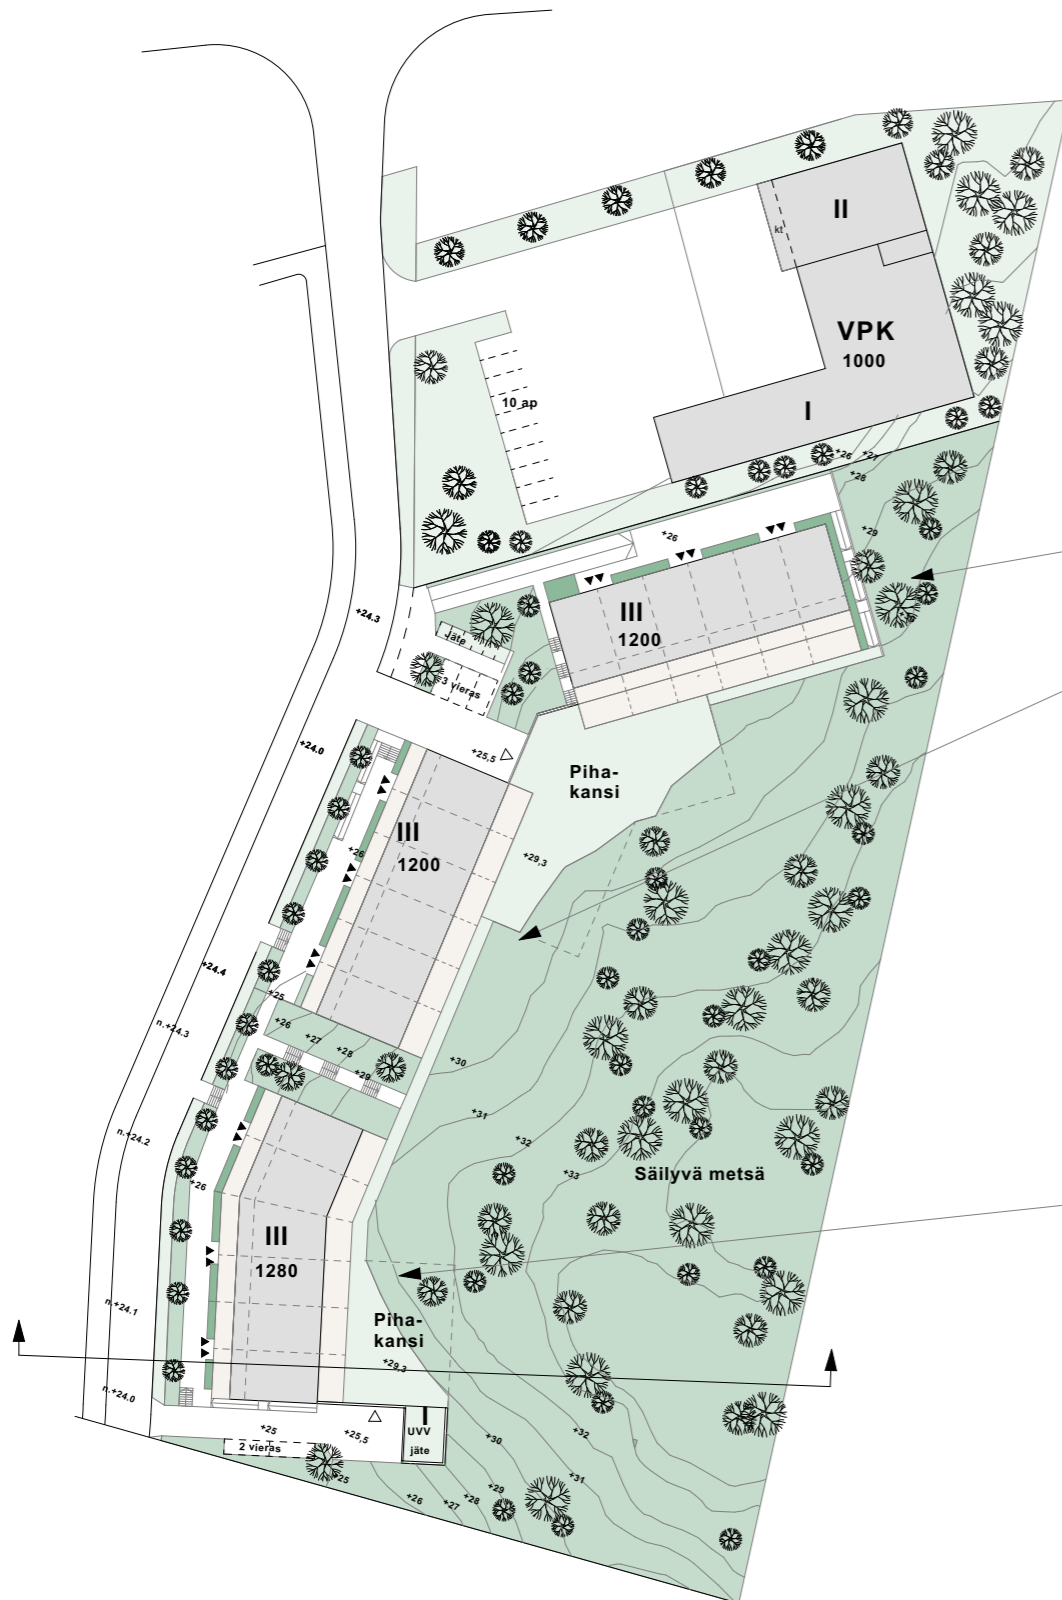 II
kt
VPK
1000
I
10 ap
+26
+27
+28
+29
+26
III
1200
+24.3
jäte
3 vieras
+24.0
+25,5
Piha-
kansi
III
1200
+26
+29,3
+24.4
+25
n.+24.3
+26
+27
+28
+29
+30
+31
+32
+33
n.+24.2
+26
Säilyvä metsä
III
1280
n.+24.1
Piha-
kansi
+29,3
n.+24.0
+25
+25,5
2 vieras
I
UVV
jäte
+25
+26
+27
+28
+29
+30
+31
+32